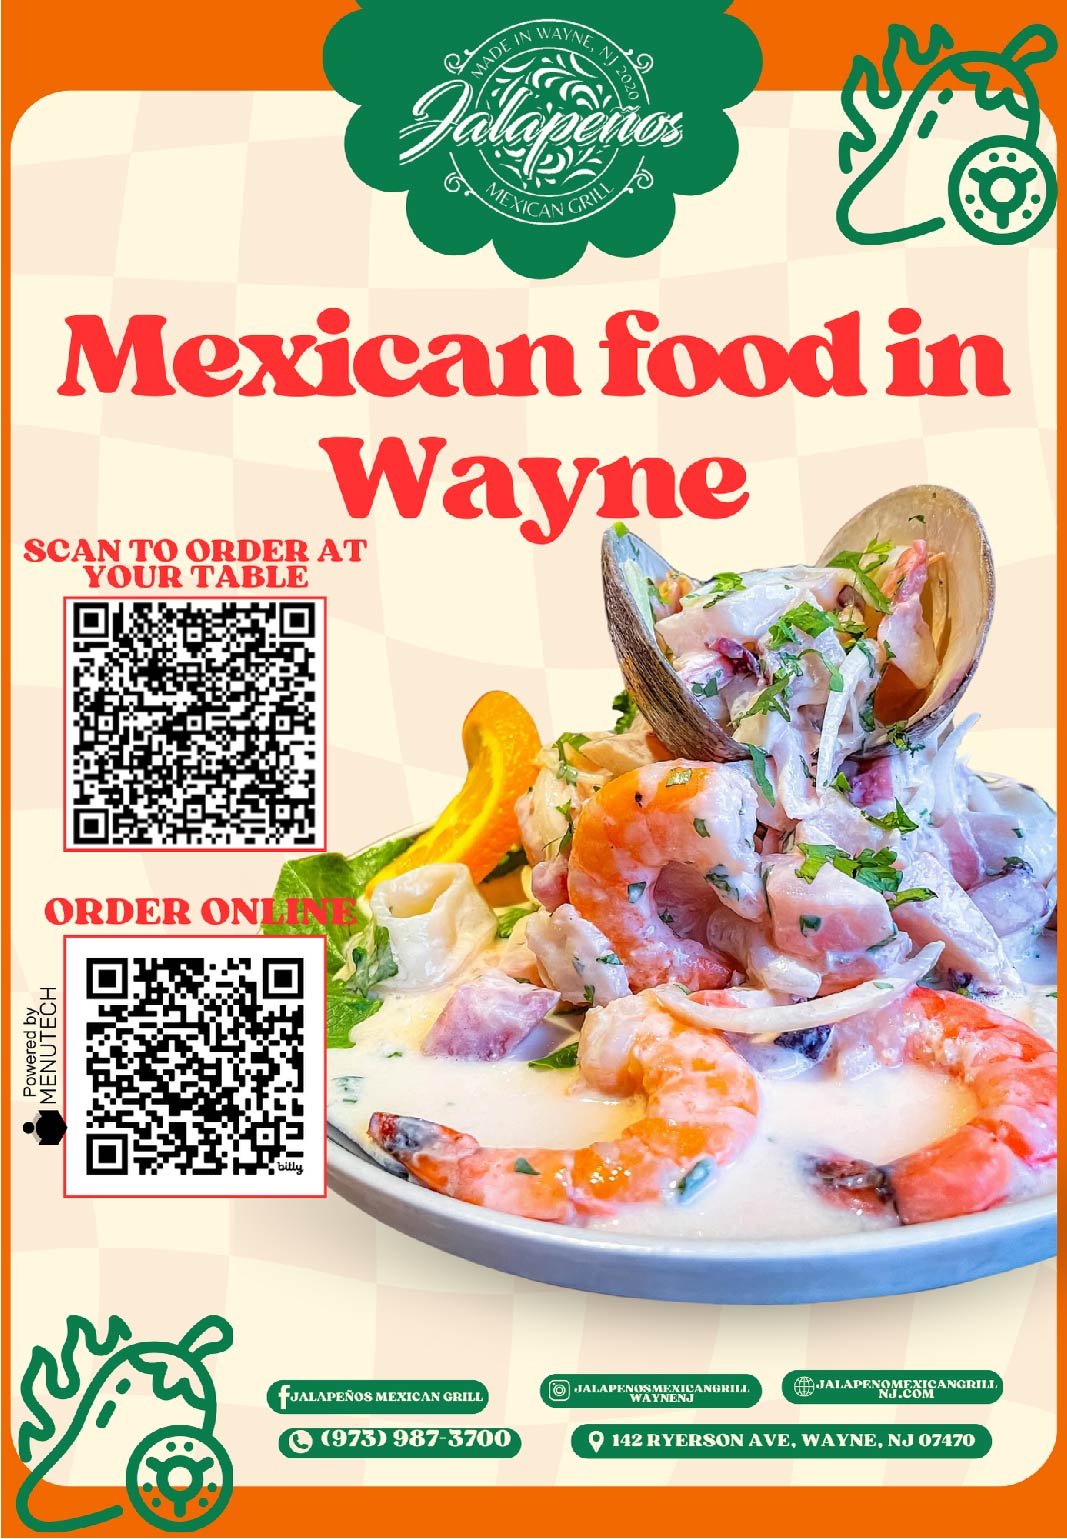 MADE IN WAYNE, NJ 2020
Jalapeños
MEXICAN GRILL
Mexican food in
Wayne
SCAN TO ORDER AT
YOUR TABLE
ORDER ONLINE
Powered by
MENUTECH
bitly
JALAPEÑOS MEXICAN GRILL
JALAPENOSMEXICANGRILL
WAYNENJ
JALAPENOMEXICANGRILL
NJ.COM
(973) 987-3700
142 RYERSON AVE, WAYNE, NJ 07470